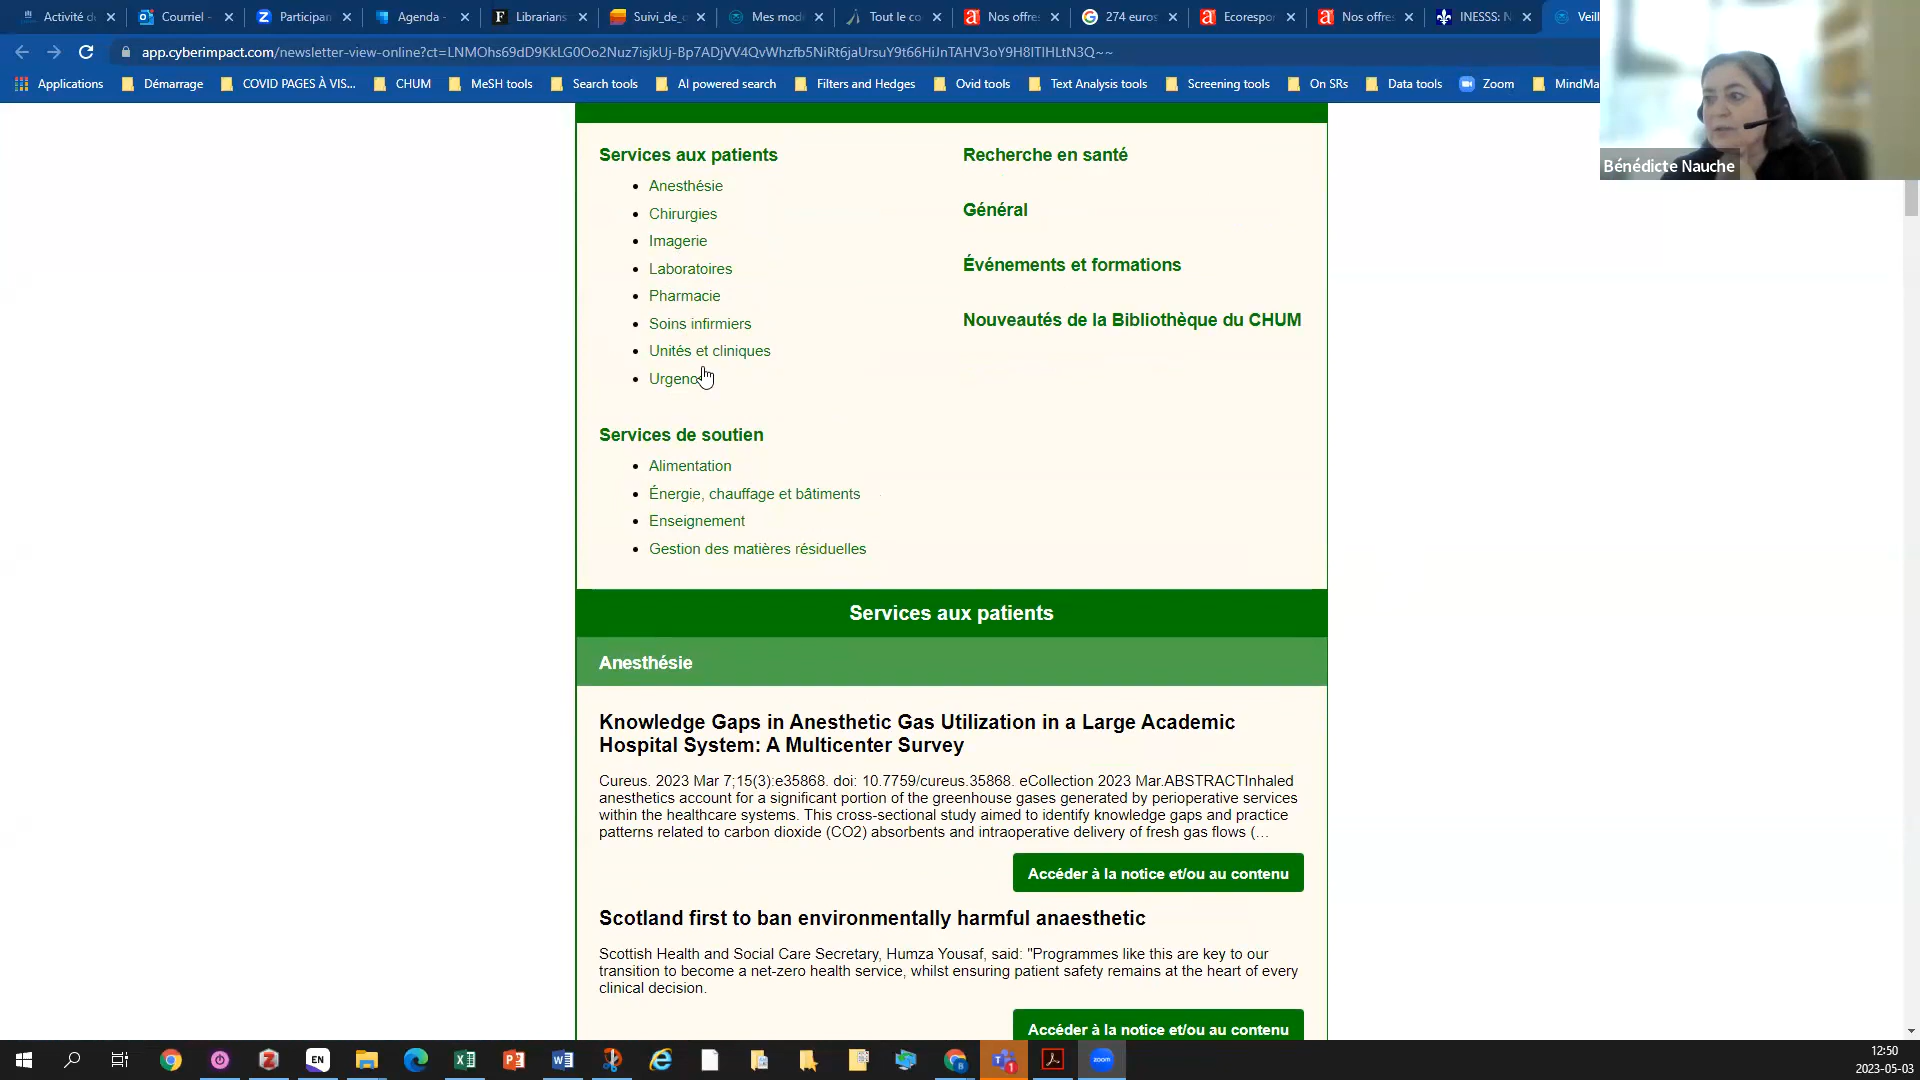 Activité d
Courriel -
Participan
Agenda -
Librarians
Suivi_de_c
Mes mod
Tout le co
Nos offre
274 euros
Ecorespo
Nos offre
INESSS: N
Veill
app.cyberimpact.com/newsletter-view-online?ct=LNMOhs69dD9KkLG0Oo2Nuz7isjkUj-Bp7ADjVV4QvWhzfb5NiRt6jaUrsuY9t66HiJnTAHV3oY9H8ITIHLtN3Q~~
Applications
Démarrage
COVID PAGES À VIS...
CHUM
MeSH tools
Search tools
AI powered search
Filters and Hedges
Ovid tools
Text Analysis tools
Screening tools
On SRs
Data tools
Zoom
MindMa
Bénédicte Nauche
Services aux patients
Anesthésie
Chirurgies
Imagerie
Laboratoires
Pharmacie
Soins infirmiers
Unités et cliniques
Urgenc
Services de soutien
Alimentation
Énergie, chauffage et bâtiments
Enseignement
Gestion des matières résiduelles
Recherche en santé
Général
Événements et formations
Nouveautés de la Bibliothèque du CHUM
Services aux patients
Anesthésie
Knowledge Gaps in Anesthetic Gas Utilization in a Large Academic
Hospital System: A Multicenter Survey
Cureus. 2023 Mar 7;15(3):e35868. doi: 10.7759/cureus.35868. eCollection 2023 Mar.ABSTRACTInhaled
anesthetics account for a significant portion of the greenhouse gases generated by perioperative services
within the healthcare systems. This cross-sectional study aimed to identify knowledge gaps and practice
patterns related to carbon dioxide (CO2) absorbents and intraoperative delivery of fresh gas flows (...
Accéder à la notice et/ou au contenu
Scotland first to ban environmentally harmful anaesthetic
Scottish Health and Social Care Secretary, Humza Yousaf, said: "Programmes like this are key to our
transition to become a net-zero health service, whilst ensuring patient safety remains at the heart of every
clinical decision.
Accéder à la notice et/ou au contenu
EN
zoom
12:50
2023-05-03